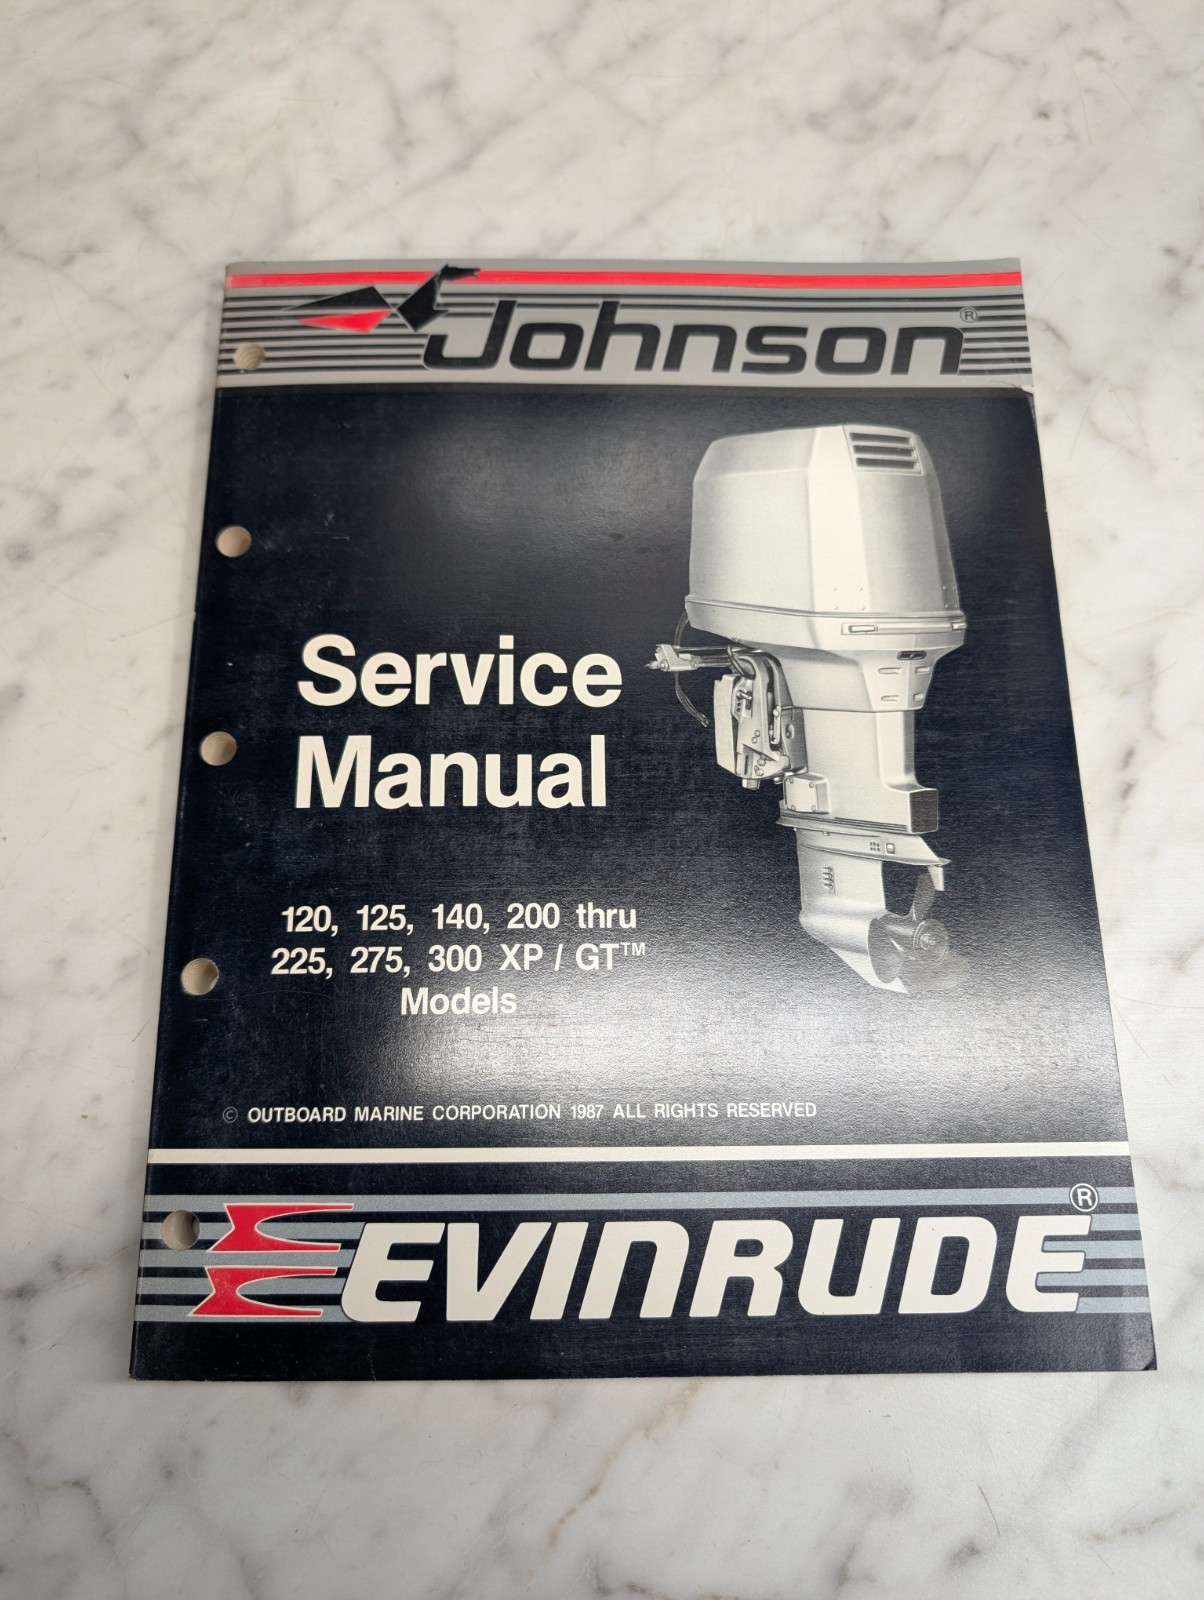 Johnson®
Service
Manual
120, 125, 140, 200 thru
225, 275, 300 XP / GT™
Models
© OUTBOARD MARINE CORPORATION 1987 ALL RIGHTS RESERVED
EVINRUDE®